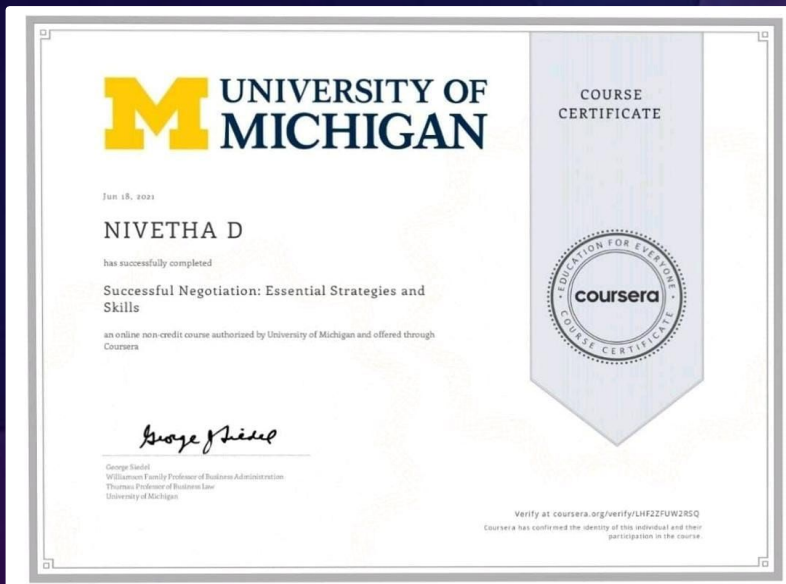 UNIVERSITY OF
MICHIGAN
COURSE
CERTIFICATE
Jun 18, 2021
NIVETHA D
has successfully completed
Successful Negotiation: Essential Strategies and
Skills
an online non-credit course authorized by University of Michigan and offered through
Coursera
EDUCATION FOR EVERYONE
coursera
COURSE CERTIFICATE
George J Siedel
George Siedel
Williamson Family Professor of Business Administration
Thurnau Professor of Business Law
University of Michigan
Verify at coursera.org/verify/LHF2ZFUW2RSQ
Coursera has confirmed the identity of this individual and their
participation in the course.